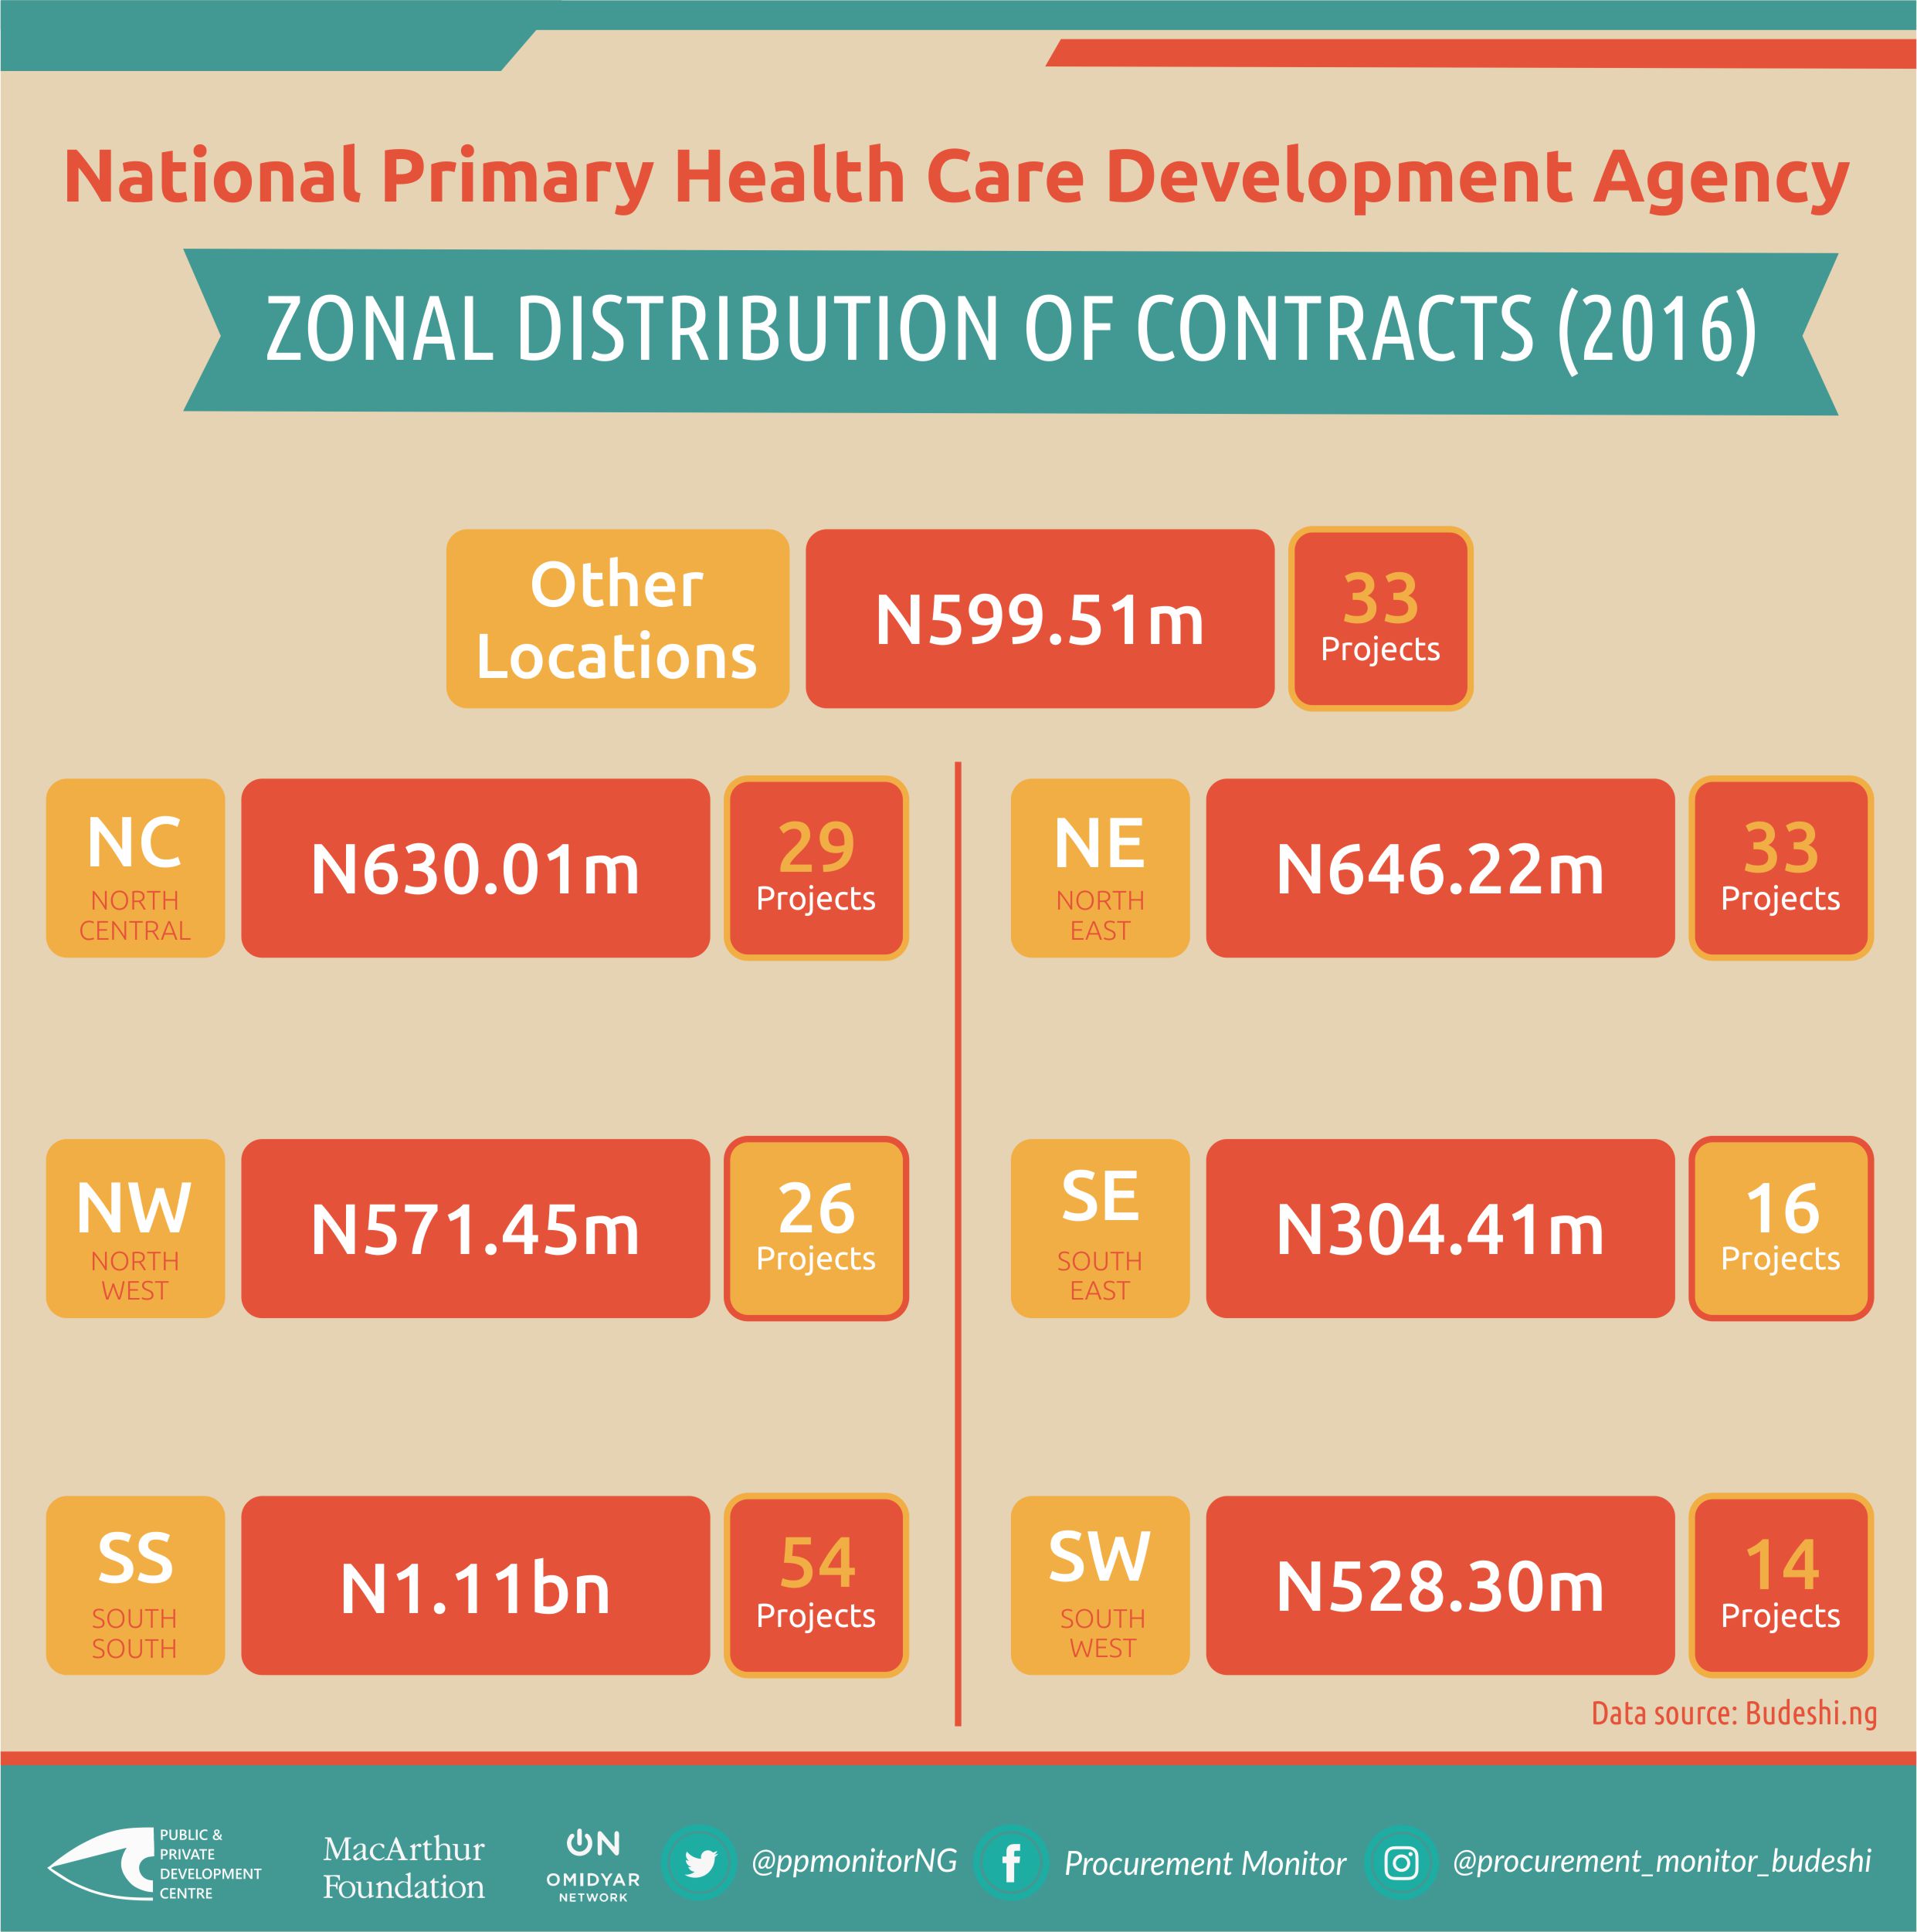 National Primary Health Care Development Agency
ZONAL DISTRIBUTION OF CONTRACTS (2016)
Other
Locations
N599.51m
33
Projects
NC
NORTH
CENTRAL
N630.01m
29
Projects
NE
NORTH
EAST
N646.22m
33
Projects
NW
NORTH
WEST
N571.45m
26
Projects
SE
SOUTH
EAST
N304.41m
16
Projects
SS
SOUTH
SOUTH
N1.11bn
54
Projects
SW
SOUTH
WEST
N528.30m
14
Projects
Data source: Budeshi.ng
PUBLIC &
PRIVATE
DEVELOPMENT
CENTRE
MacArthur
Foundation
ON
OMIDYAR
NETWORK
@ppmonitorNG
Procurement Monitor
@procurement_monitor_budeshi